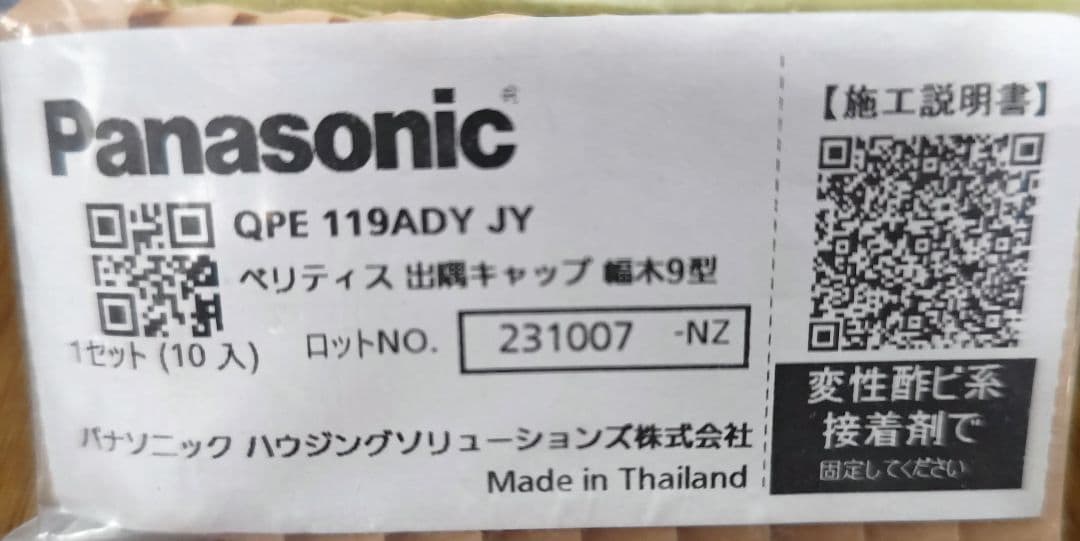 Panasonic®
QPE 119ADY JY
ベリティス 出隅キャップ 幅木9型
1セット (10 入)
ロットNO. 231007 -NZ
パナソニック ハウジングソリューションズ株式会社
Made in Thailand
【施工説明書】
変性酢ビ系
接着剤で
固定してください